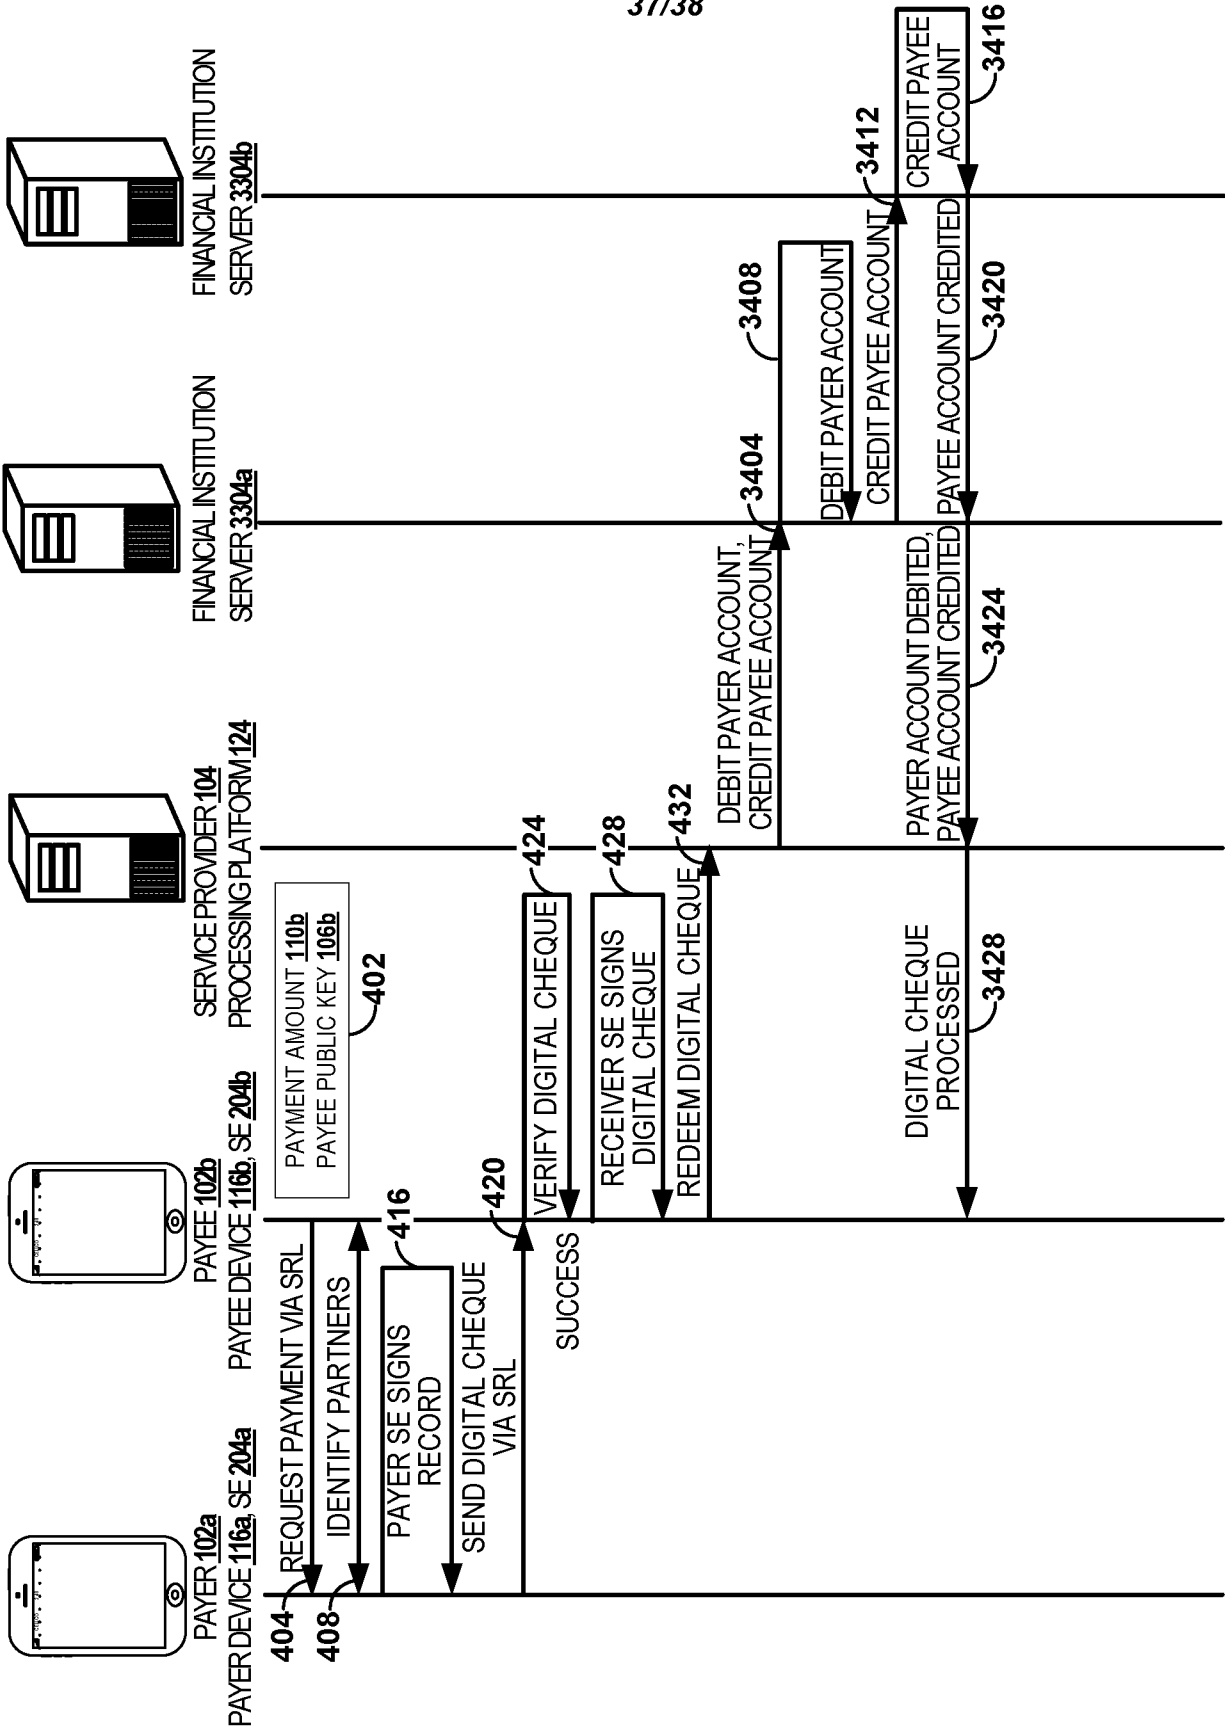 37/38
PAYER 102a
PAYER DEVICE 116a, SE 204a
PAYEE 102b
PAYEE DEVICE 116b, SE 204b
SERVICE PROVIDER 104
PROCESSING PLATFORM 124
FINANCIAL INSTITUTION
SERVER 3304a
FINANCIAL INSTITUTION
SERVER 3304b
PAYMENT AMOUNT 110b
PAYEE PUBLIC KEY 106b
402
REQUEST PAYMENT VIA SRL
404
IDENTIFY PARTNERS
408
PAYER SE SIGNS
RECORD
416
SEND DIGITAL CHEQUE
VIA SRL
420
VERIFY DIGITAL CHEQUE
424
SUCCESS
RECEIVER SE SIGNS
DIGITAL CHEQUE
428
REDEEM DIGITAL CHEQUE
432
DEBIT PAYER ACCOUNT,
CREDIT PAYEE ACCOUNT
3404
3408
DEBIT PAYER ACCOUNT
CREDIT PAYEE ACCOUNT
3412
CREDIT PAYEE
ACCOUNT
3416
PAYEE ACCOUNT CREDITED
3420
PAYER ACCOUNT DEBITED,
PAYEE ACCOUNT CREDITED
3424
DIGITAL CHEQUE
PROCESSED
3428